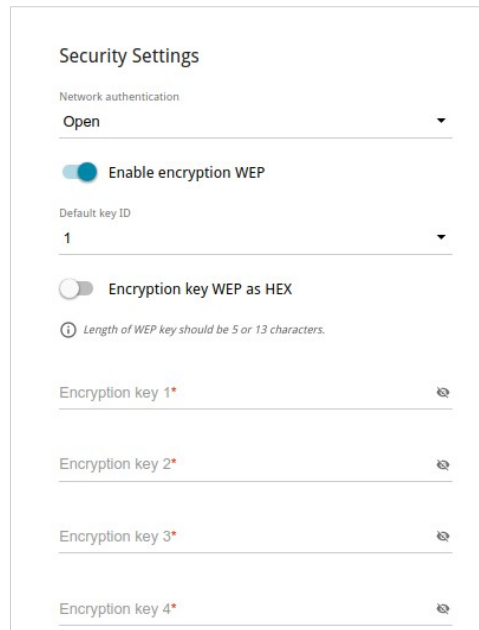 Security Settings
Network authentication
Open
Enable encryption WEP
Default key ID
1
Encryption key WEP as HEX
Length of WEP key should be 5 or 13 characters.
Encryption key 1*
Encryption key 2*
Encryption key 3*
Encryption key 4*